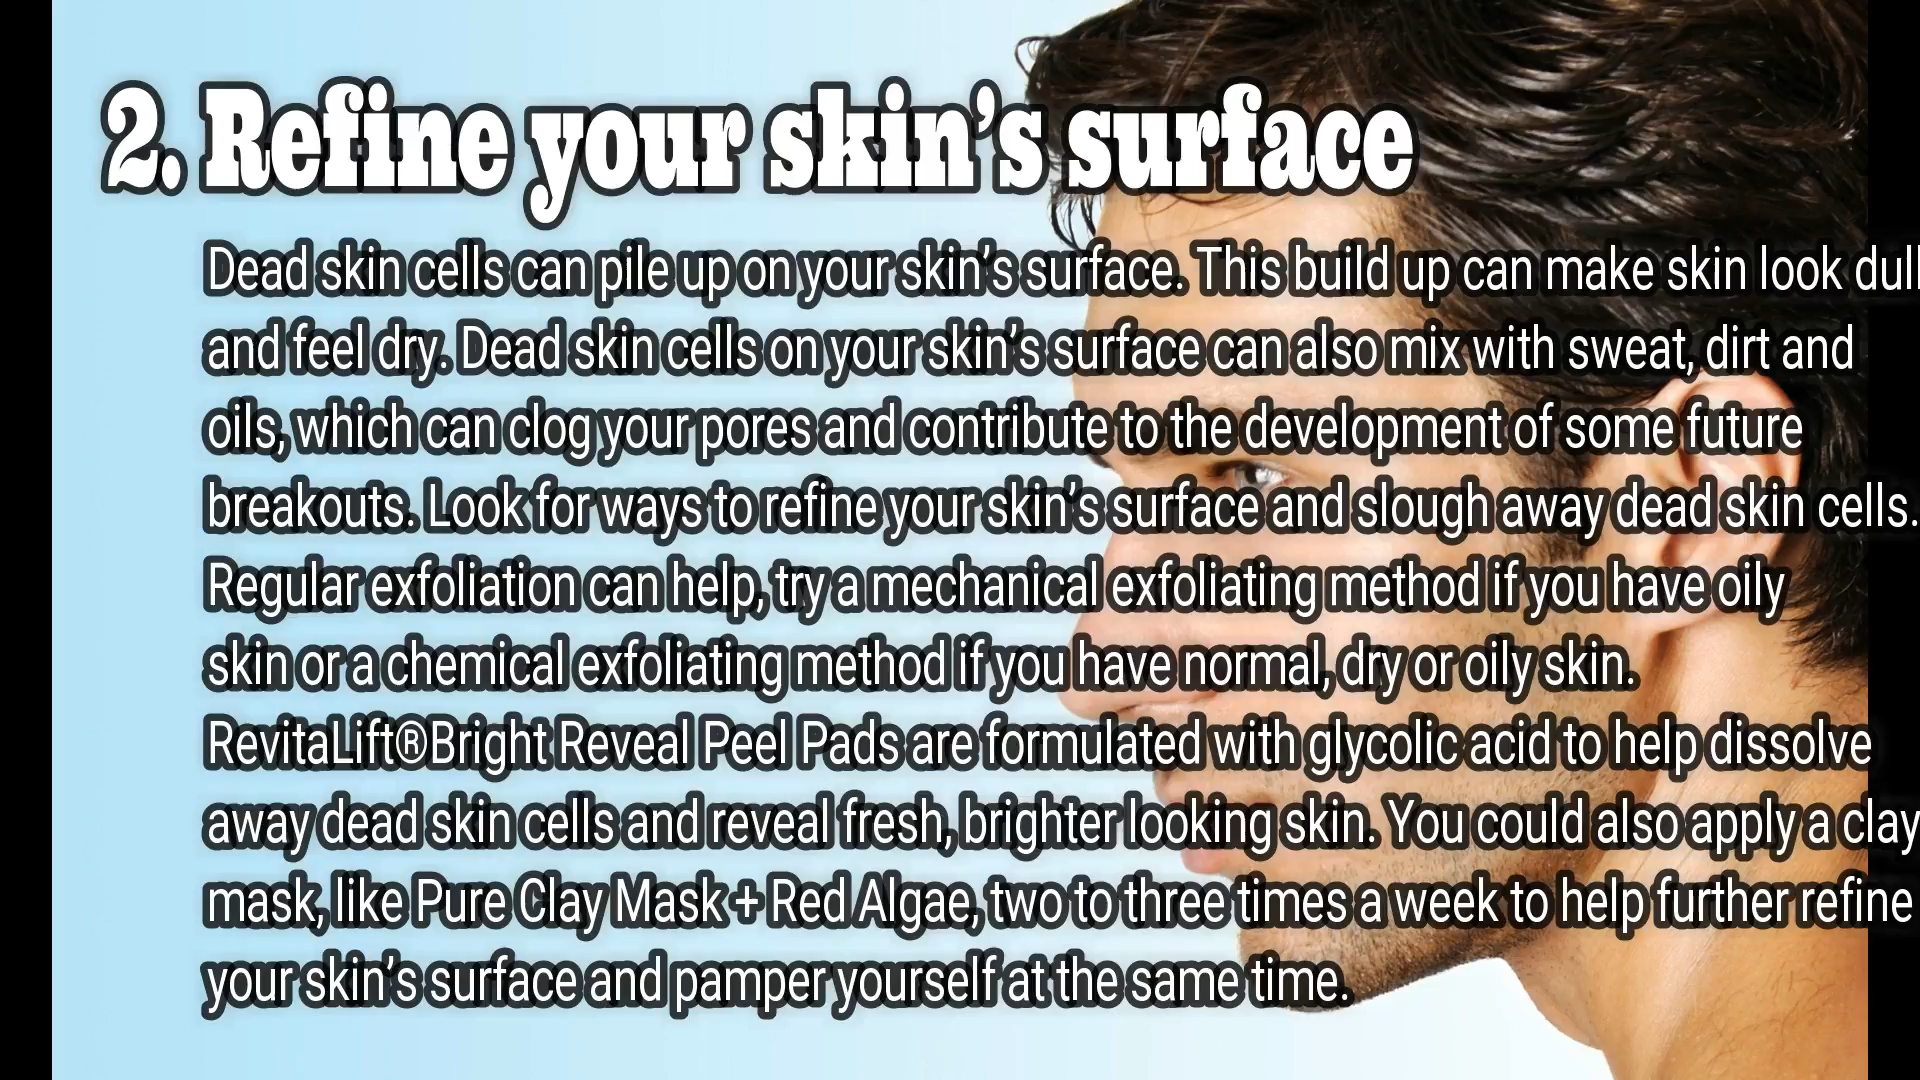 2. Refine your skin’s surface
Dead skin cells can pile up on your skin’s surface. This build up can make skin look dull
and feel dry. Dead skin cells on your skin’s surface can also mix with sweat, dirt and
oils, which can clog your pores and contribute to the development of some future
breakouts. Look for ways to refine your skin’s surface and slough away dead skin cells.
Regular exfoliation can help, try a mechanical exfoliating method if you have oily
skin or a chemical exfoliating method if you have normal, dry or oily skin.
RevitaLift®Bright Reveal Peel Pads are formulated with glycolic acid to help dissolve
away dead skin cells and reveal fresh, brighter looking skin. You could also apply a clay
mask, like Pure Clay Mask + Red Algae, two to three times a week to help further refine
your skin’s surface and pamper yourself at the same time.